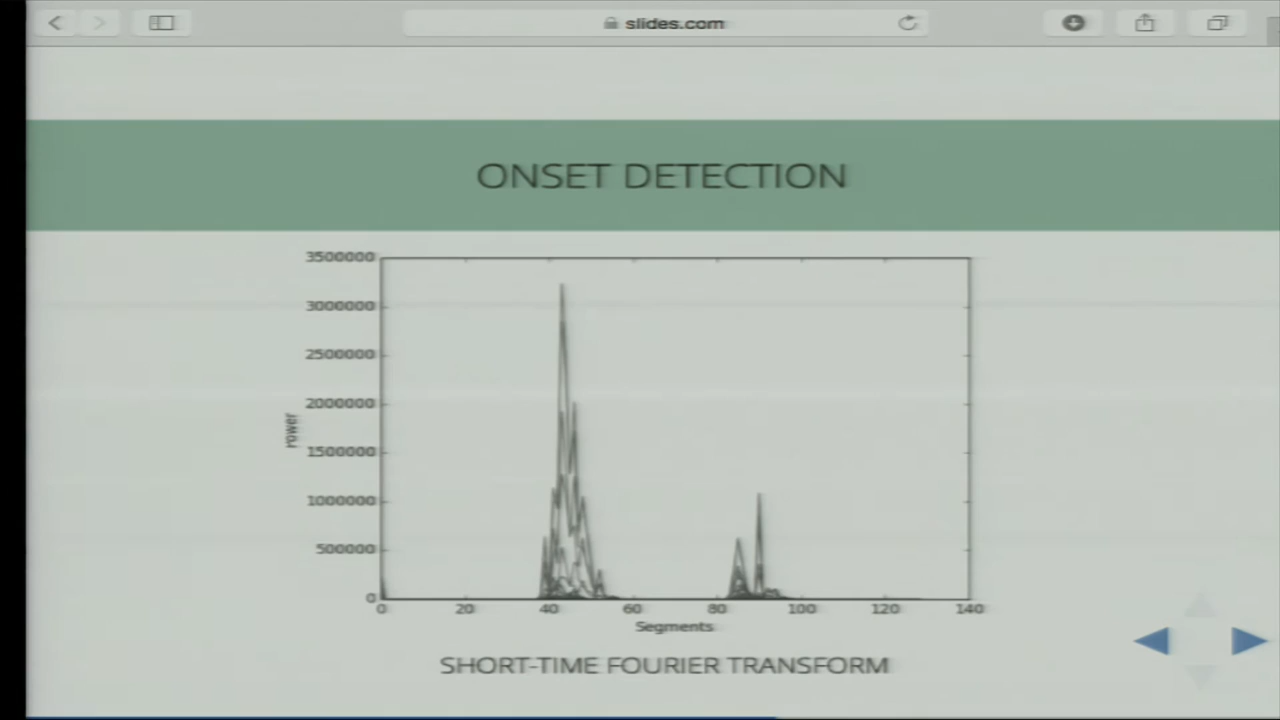 slides.com
ONSET DETECTION
3500000
3000000
2500000
2000000
1500000
1000000
500000
0
power
0 20 40 60 80 100 120 140
Segments
SHORT-TIME FOURIER TRANSFORM